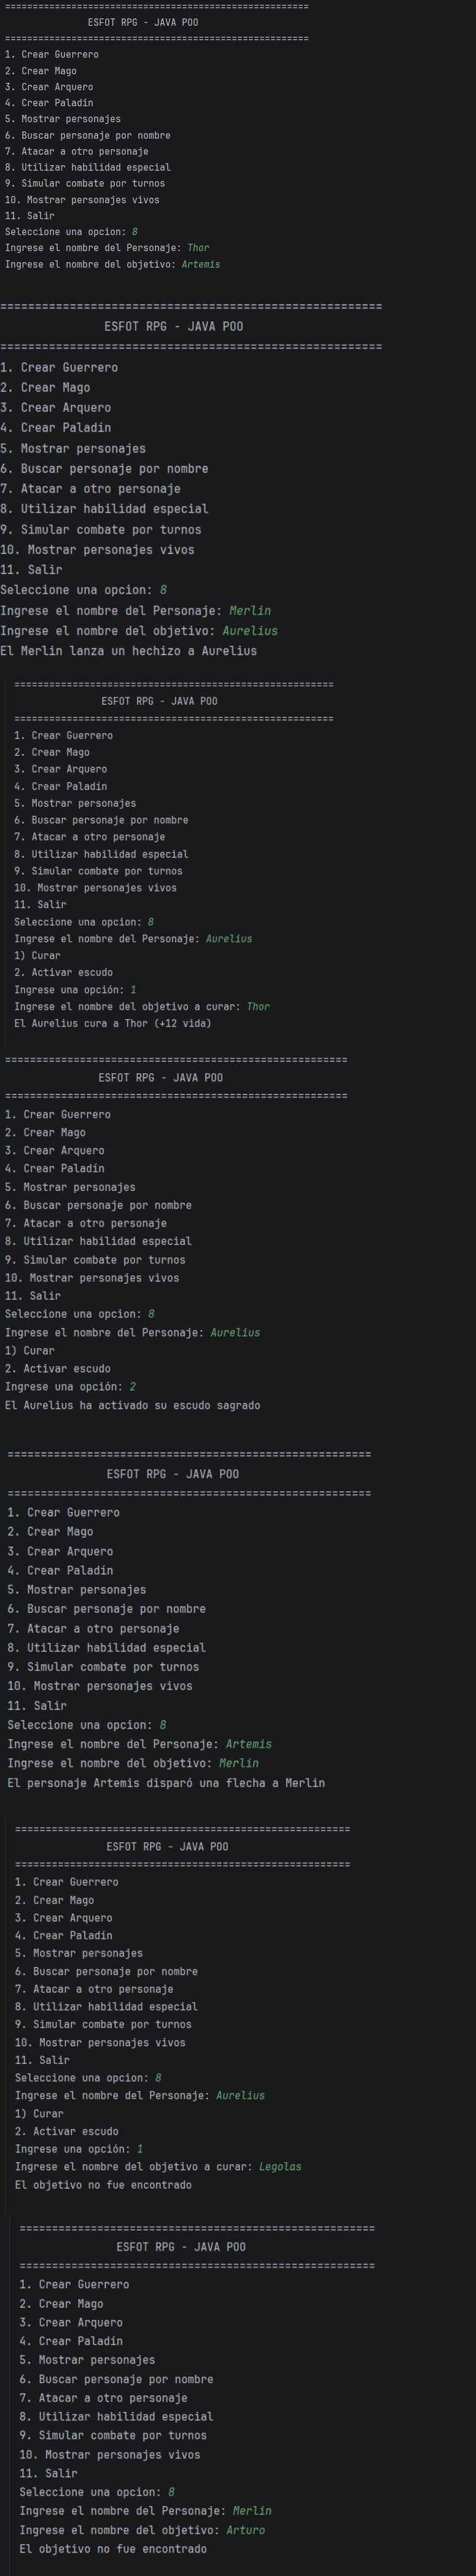 =========================================================
ESFOT RPG - JAVA POO
=========================================================
1. Crear Guerrero
2. Crear Mago
3. Crear Arquero
4. Crear Paladín
5. Mostrar personajes
6. Buscar personaje por nombre
7. Atacar a otro personaje
8. Utilizar habilidad especial
9. Simular combate por turnos
10. Mostrar personajes vivos
11. Salir
Seleccione una opcion: 8
Ingrese el nombre del Personaje: Thor
Ingrese el nombre del objetivo: Artemis
=========================================================
ESFOT RPG - JAVA POO
=========================================================
1. Crear Guerrero
2. Crear Mago
3. Crear Arquero
4. Crear Paladín
5. Mostrar personajes
6. Buscar personaje por nombre
7. Atacar a otro personaje
8. Utilizar habilidad especial
9. Simular combate por turnos
10. Mostrar personajes vivos
11. Salir
Seleccione una opcion: 8
Ingrese el nombre del Personaje: Merlin
Ingrese el nombre del objetivo: Aurelius
El Merlin lanza un hechizo a Aurelius
=========================================================
ESFOT RPG - JAVA POO
=========================================================
1. Crear Guerrero
2. Crear Mago
3. Crear Arquero
4. Crear Paladín
5. Mostrar personajes
6. Buscar personaje por nombre
7. Atacar a otro personaje
8. Utilizar habilidad especial
9. Simular combate por turnos
10. Mostrar personajes vivos
11. Salir
Seleccione una opcion: 8
Ingrese el nombre del Personaje: Aurelius
1) Curar
2. Activar escudo
Ingrese una opción: 1
Ingrese el nombre del objetivo a curar: Thor
El Aurelius cura a Thor (+12 vida)
=========================================================
ESFOT RPG - JAVA POO
=========================================================
1. Crear Guerrero
2. Crear Mago
3. Crear Arquero
4. Crear Paladín
5. Mostrar personajes
6. Buscar personaje por nombre
7. Atacar a otro personaje
8. Utilizar habilidad especial
9. Simular combate por turnos
10. Mostrar personajes vivos
11. Salir
Seleccione una opcion: 8
Ingrese el nombre del Personaje: Aurelius
1) Curar
2. Activar escudo
Ingrese una opción: 2
El Aurelius ha activado su escudo sagrado
=========================================================
ESFOT RPG - JAVA POO
=========================================================
1. Crear Guerrero
2. Crear Mago
3. Crear Arquero
4. Crear Paladín
5. Mostrar personajes
6. Buscar personaje por nombre
7. Atacar a otro personaje
8. Utilizar habilidad especial
9. Simular combate por turnos
10. Mostrar personajes vivos
11. Salir
Seleccione una opcion: 8
Ingrese el nombre del Personaje: Artemis
Ingrese el nombre del objetivo: Merlin
El personaje Artemis disparó una flecha a Merlin
=========================================================
ESFOT RPG - JAVA POO
=========================================================
1. Crear Guerrero
2. Crear Mago
3. Crear Arquero
4. Crear Paladín
5. Mostrar personajes
6. Buscar personaje por nombre
7. Atacar a otro personaje
8. Utilizar habilidad especial
9. Simular combate por turnos
10. Mostrar personajes vivos
11. Salir
Seleccione una opcion: 8
Ingrese el nombre del Personaje: Aurelius
1) Curar
2. Activar escudo
Ingrese una opción: 1
Ingrese el nombre del objetivo a curar: Legolas
El objetivo no fue encontrado
=========================================================
ESFOT RPG - JAVA POO
=========================================================
1. Crear Guerrero
2. Crear Mago
3. Crear Arquero
4. Crear Paladín
5. Mostrar personajes
6. Buscar personaje por nombre
7. Atacar a otro personaje
8. Utilizar habilidad especial
9. Simular combate por turnos
10. Mostrar personajes vivos
11. Salir
Seleccione una opcion: 8
Ingrese el nombre del Personaje: Merlin
Ingrese el nombre del objetivo: Arturo
El objetivo no fue encontrado